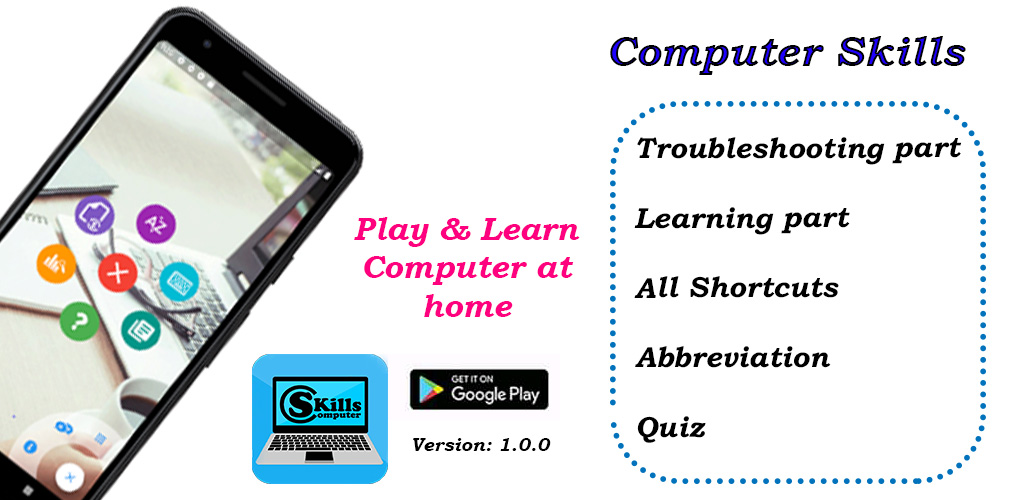 Computer Skills
Troubleshooting part
Learning part
All Shortcuts
Abbreviation
Quiz
Play & Learn
Computer at
home
SKills
Computer
GET IT ON
Google Play
Version: 1.0.0
AZ
?